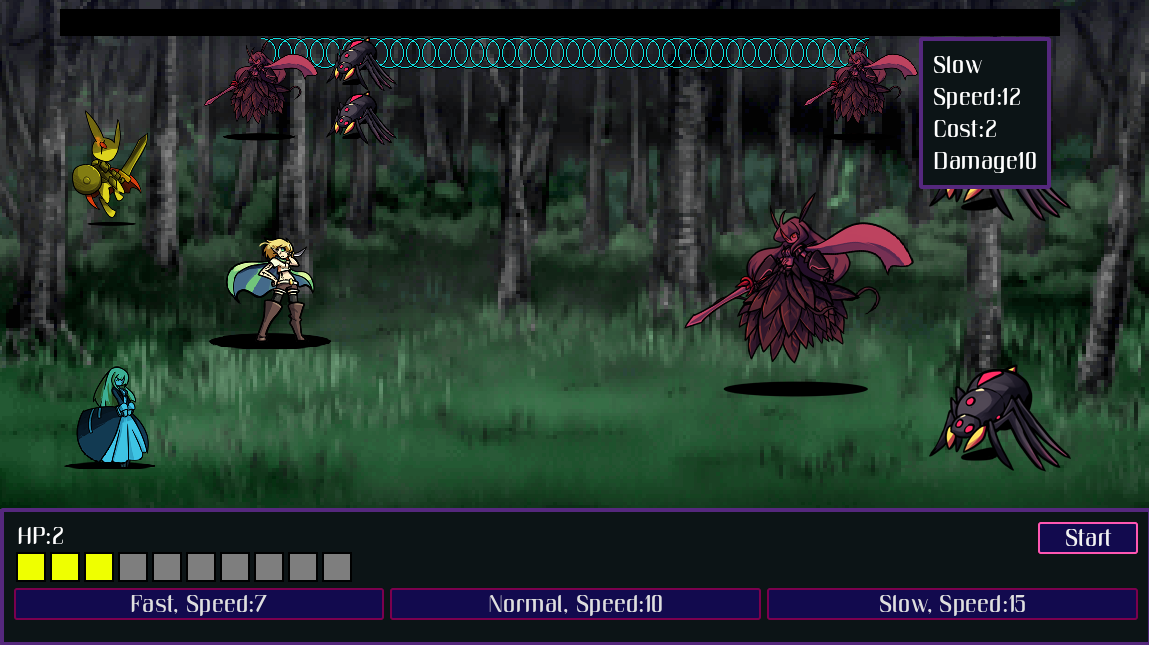 Slow
Speed:12
Cost:2
Damage10
HP:2
Start
Fast, Speed:7
Normal, Speed:10
Slow, Speed:15